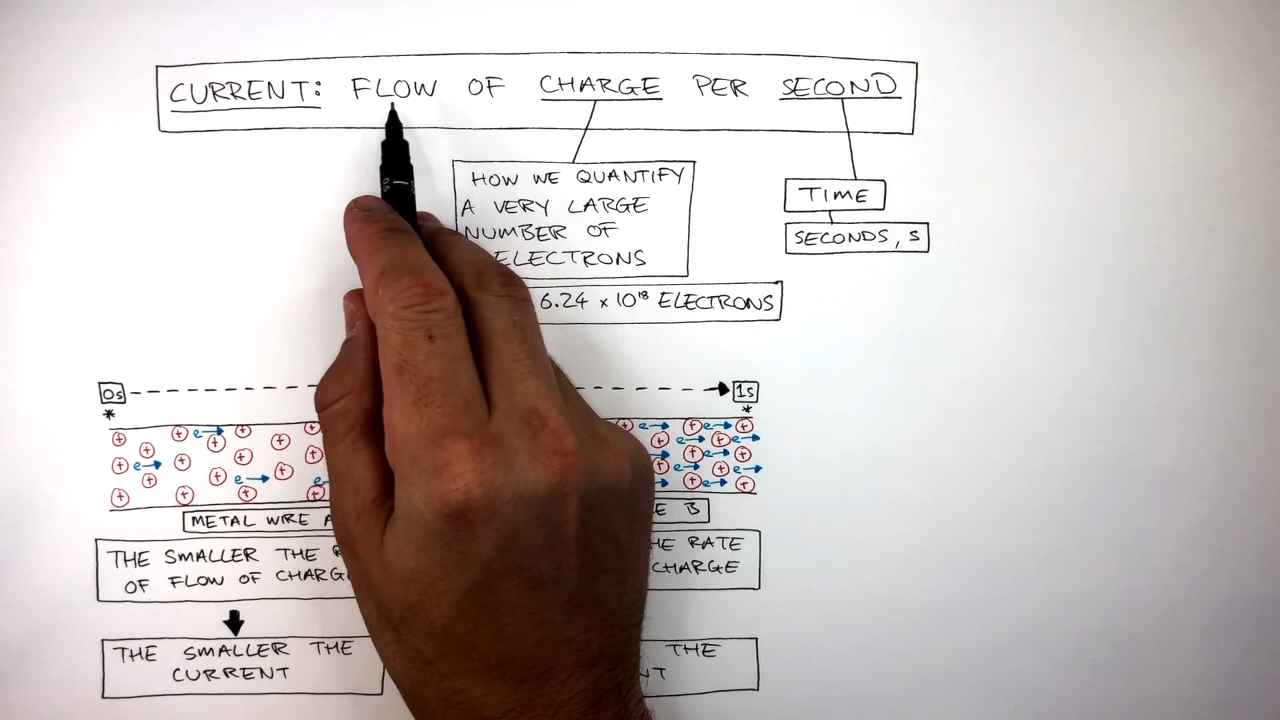 CURRENT: FLOW OF CHARGE PER SECOND
HOW WE QUANTIFY
A VERY LARGE
NUMBER OF
ELECTRONS
TIME
SECONDS, S
6.24 x 10¹⁸ ELECTRONS
0s
1s
*
*
+ + + + + + + + + + + + + + + + +
e e e e
+ + + + + + + + + + +
e e e e e e e
METAL WIRE A
B
THE SMALLER THE
OF FLOW OF CHARGE
RATE
CHARGE
THE SMALLER THE
CURRENT
THE